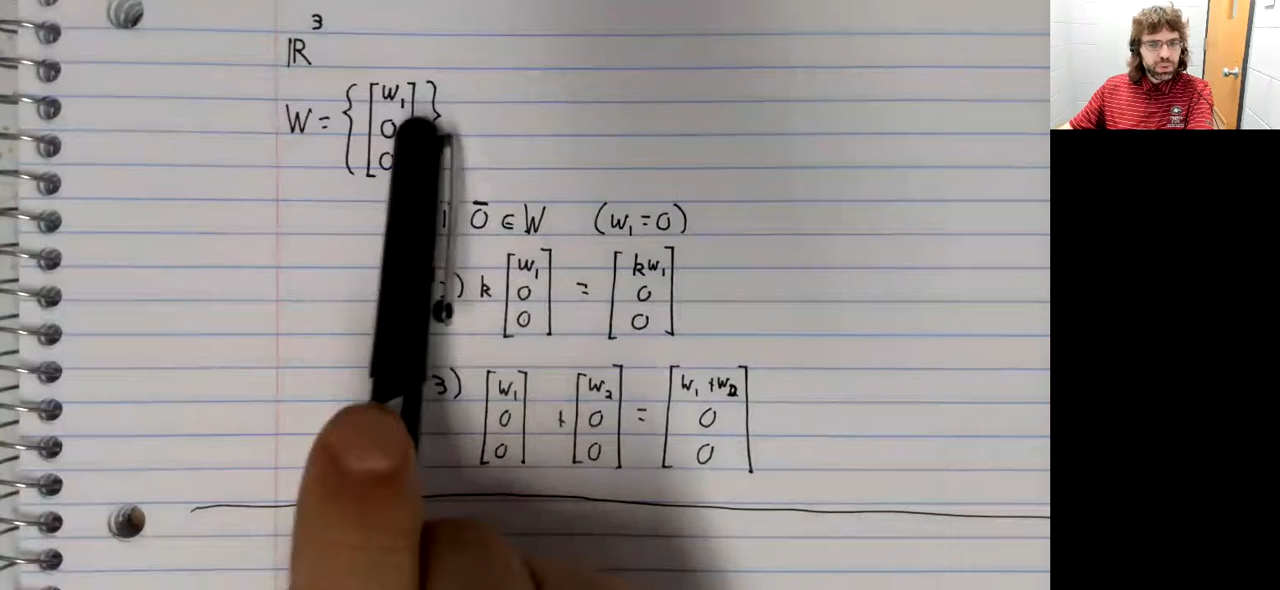 ℝ³
W = { [ w₁ 0 0 ] }
0̄ ∈ W (w₁ = 0)
) k [ w₁ 0 0 ] = [ kw₁ 0 0 ]
3) [ w₁ 0 0 ] + [ w₂ 0 0 ] = [ w₁ + w₂ 0 0 ]